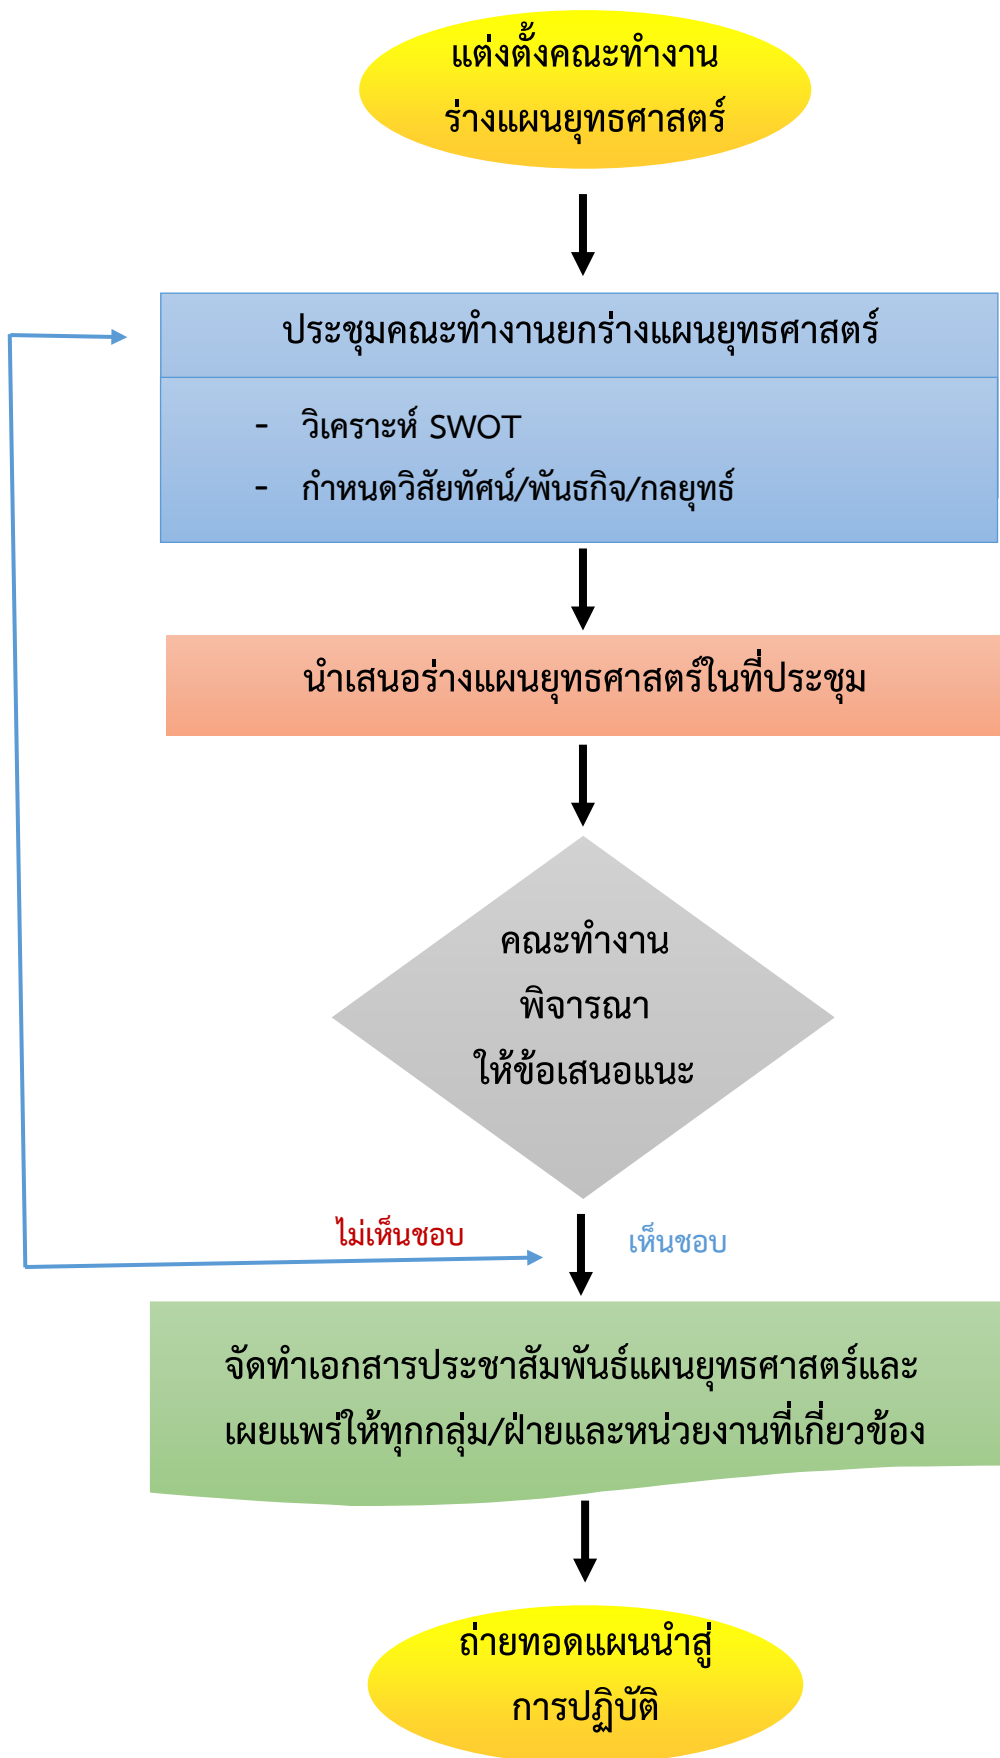 แต่งตั้งคณะทำงาน
ร่างแผนยุทธศาสตร์
ประชุมคณะทำงานยกร่างแผนยุทธศาสตร์
- วิเคราะห์ SWOT
- กำหนดวิสัยทัศน์/พันธกิจ/กลยุทธ์
นำเสนอร่างแผนยุทธศาสตร์ในที่ประชุม
คณะทำงาน
พิจารณา
ให้ข้อเสนอแนะ
ไม่เห็นชอบ
เห็นชอบ
จัดทำเอกสารประชาสัมพันธ์แผนยุทธศาสตร์และ
เผยแพร่ให้ทุกกลุ่ม/ฝ่ายและหน่วยงานที่เกี่ยวข้อง
ถ่ายทอดแผนนำสู่
การปฏิบัติ